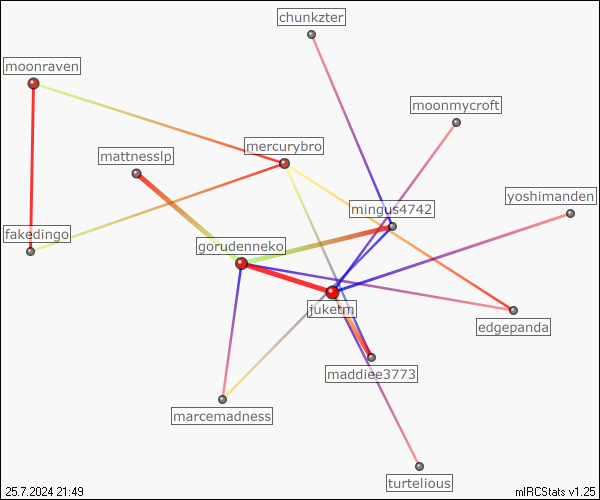 chunkzter
moonraven
moonmycroft
mercurybro
mattnesslp
yoshimanden
mingus4742
fakedingo
gorudenneko
juketm
edgepanda
maddiee3773
marcemadness
turtelious
25.7.2024 21:49
mIRCStats v1.25